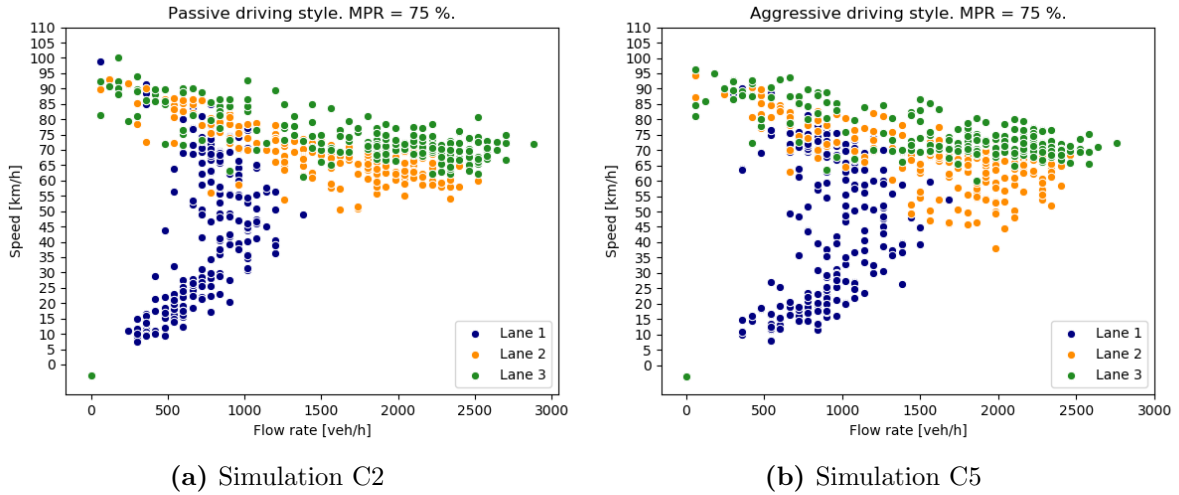 Passive driving style. MPR = 75 %.
110
105
100
95
90
85
80
75
70
65
60
55
50
45
40
35
30
25
20
15
10
5
0
Speed [km/h]
Lane 1
Lane 2
Lane 3
0 500 1000 1500 2000 2500 3000
Flow rate [veh/h]
(a) Simulation C2
Aggressive driving style. MPR = 75 %.
110
105
100
95
90
85
80
75
70
65
60
55
50
45
40
35
30
25
20
15
10
5
0
Speed [km/h]
Lane 1
Lane 2
Lane 3
0 500 1000 1500 2000 2500 3000
Flow rate [veh/h]
(b) Simulation C5